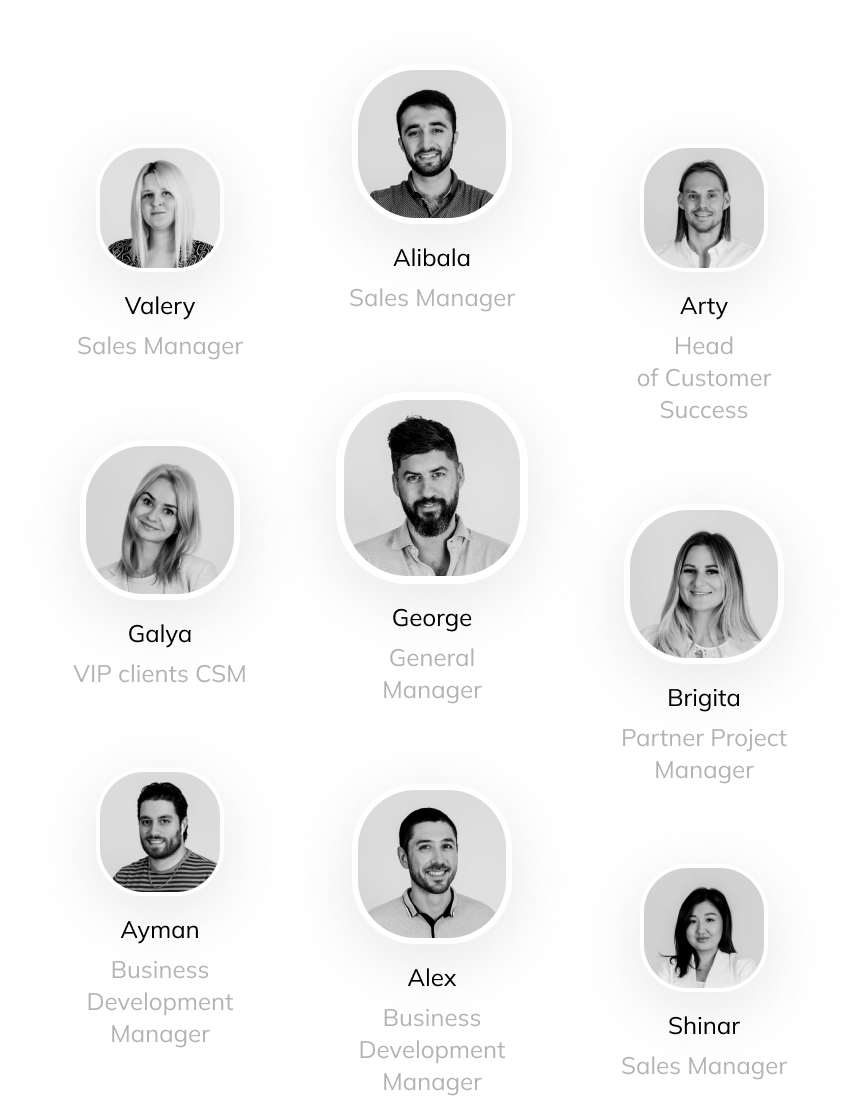 Alibala
Sales Manager
Valery
Sales Manager
Arty
Head
of Customer
Success
George
General
Manager
Galya
VIP clients CSM
Brigita
Partner Project
Manager
Ayman
Business
Development
Manager
Alex
Business
Development
Manager
Shinar
Sales Manager